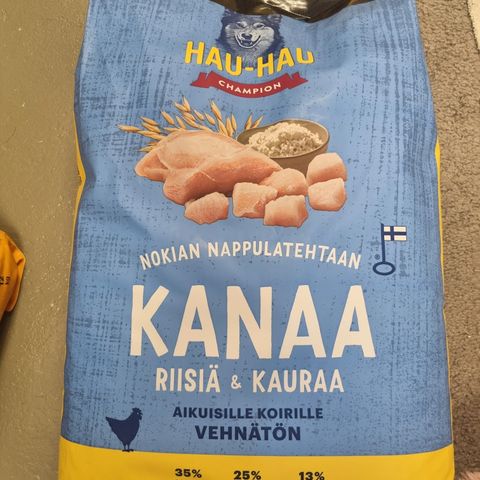 HAU-HAU
CHAMPION
NOKIAN NAPPULATEHTAAN
KANAA
RIISIÄ & KAURAA
AIKUISILLE KOIRILLE
VEHNÄTÖN
35% 25% 13%